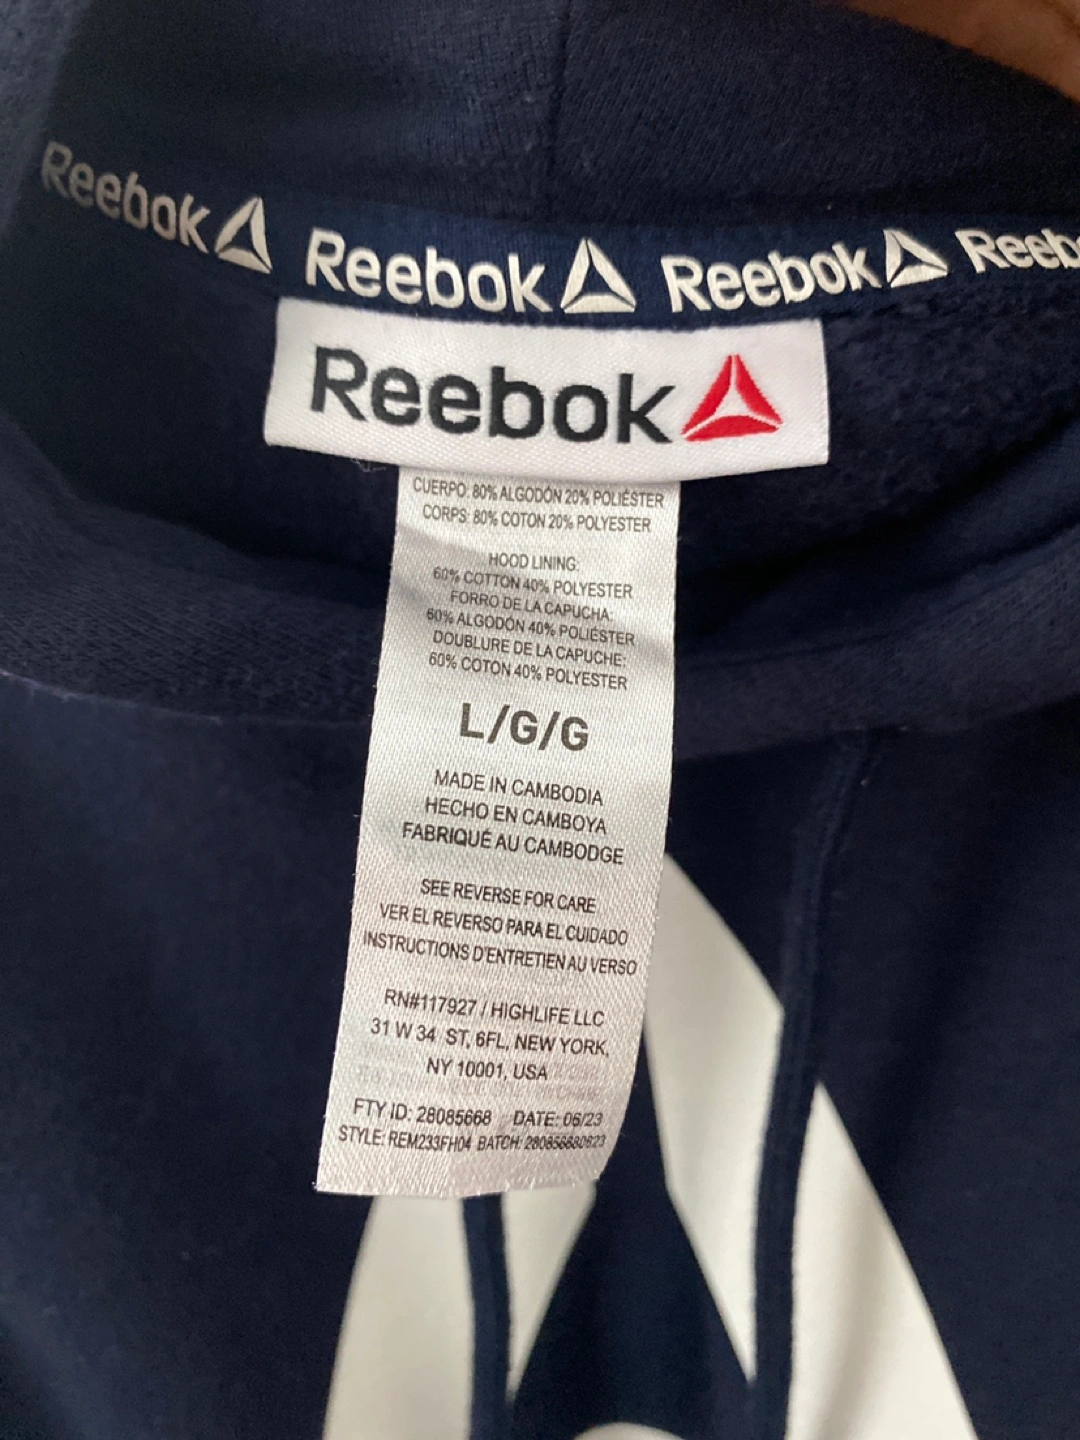 Reebok Reebok Reebok Reeb
Reebok
CUERPO: 80% ALGODÓN 20% POLIÉSTER
CORPS: 80% COTON 20% POLYESTER
HOOD LINING:
60% COTTON 40% POLYESTER
FORRO DE LA CAPUCHA:
60% ALGODÓN 40% POLIÉSTER
DOUBLURE DE LA CAPUCHE:
60% COTON 40% POLYESTER
L/G/G
MADE IN CAMBODIA
HECHO EN CAMBOYA
FABRIQUÉ AU CAMBODGE
SEE REVERSE FOR CARE
VER EL REVERSO PARA EL CUIDADO
INSTRUCTIONS D'ENTRETIEN AU VERSO
RN#117927 / HIGHLIFE LLC
31 W 34 ST, 6FL, NEW YORK,
NY 10001, USA
FTY ID: 28085668 DATE: 06/23
STYLE: REM233FH04 BATCH: 280856680623